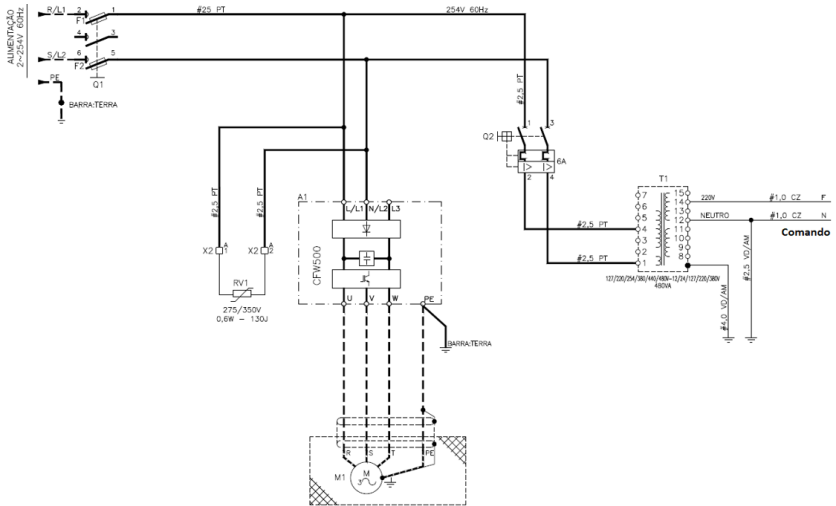 ALIMENTAÇÃO
2~254V 60Hz
R/L1 2 1 #25 PT 254V 60Hz
F1
4 3
S/L2 6 5
F2
Q1
PE
BARRA:TERRA
#2,5 PT
Q2 1 3
6A
2 4
#2,5 PT #2,5 PT
X2 1 A X2 2 A
RV1
275/350V
0,6W - 130J
A1
L/L1 N/L2 L3
CFW500
U V W PE
BARRA:TERRA
R S T PE
M1 M
3
T1
7 15
6 14 220V #1,0 CZ F
5 13
#2,5 PT 4 12 NEUTRO #1,0 CZ N
3 11 Comando
2 10
9
#2,5 PT 1 8
127/220/254/380/440/480V-12/24/127/220/380V
480VA
#4,0 VD/AM
#2,5 VD/AM